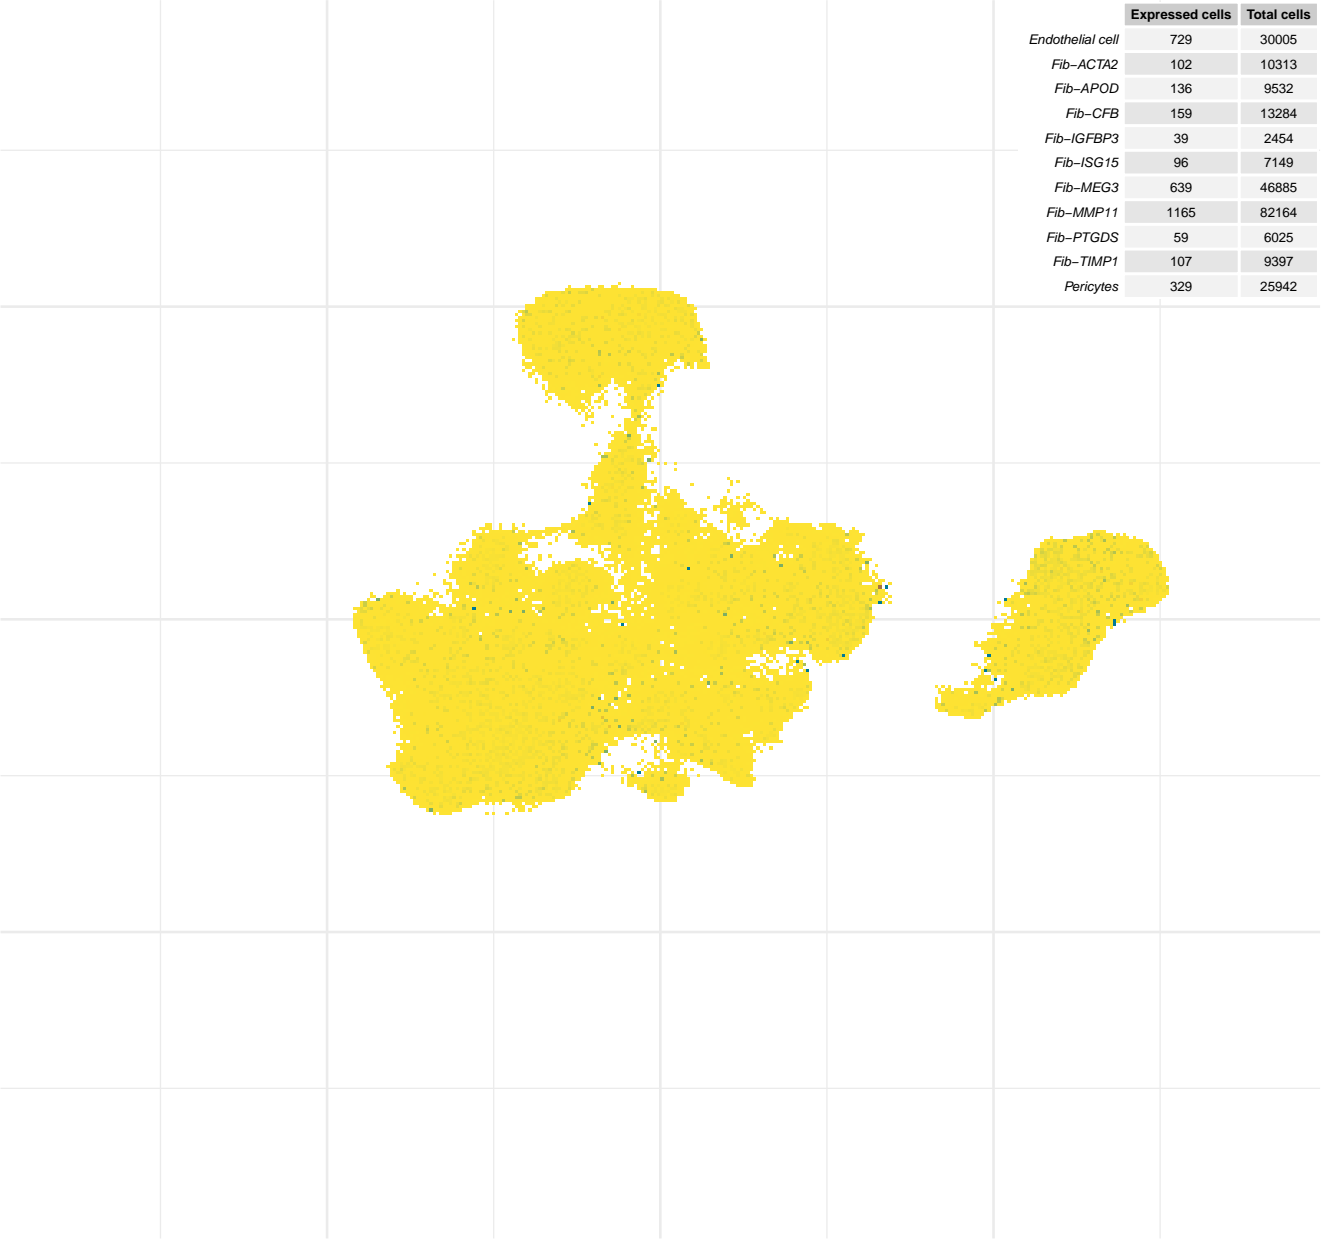 Expressed cells Total cells
Endothelial cell 729 30005
Fib−ACTA2 102 10313
Fib−APOD 136 9532
Fib−CFB 159 13284
Fib−IGFBP3 39 2454
Fib−ISG15 96 7149
Fib−MEG3 639 46885
Fib−MMP11 1165 82164
Fib−PTGDS 59 6025
Fib−TIMP1 107 9397
Pericytes 329 25942